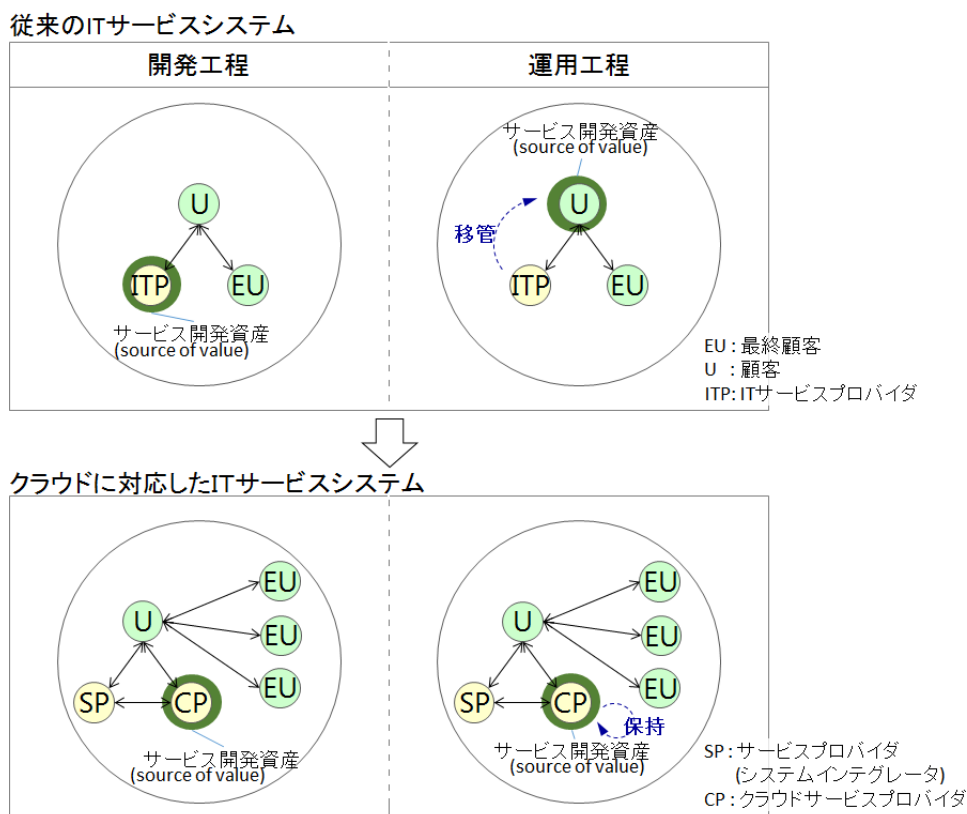 従来のITサービスシステム
開発工程
運用工程
サービス開発資産
(source of value)
U
U
移管
ITP
EU
ITP
EU
サービス開発資産
(source of value)
EU : 最終顧客
U : 顧客
ITP: ITサービスプロバイダ
クラウドに対応したITサービスシステム
EU
EU
U
EU
U
EU
EU
EU
SP
CP
SP
CP
保持
サービス開発資産
(source of value)
サービス開発資産
(source of value)
SP : サービスプロバイダ
(システムインテグレータ)
CP : クラウドサービスプロバイダ